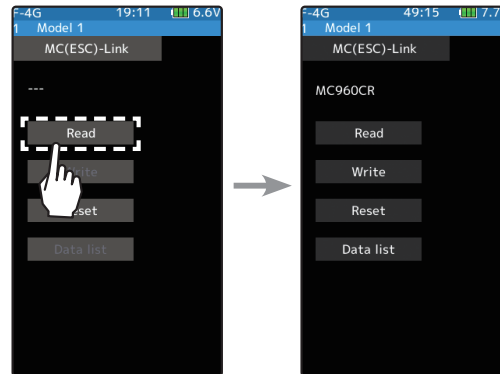 F-4G 19:11 6.6V
1 Model 1
MC(ESC)-Link
---
Read
Write
Reset
Data list
F-4G 49:15 7.7
1 Model 1
MC(ESC)-Link
MC960CR
Read
Write
Reset
Data list